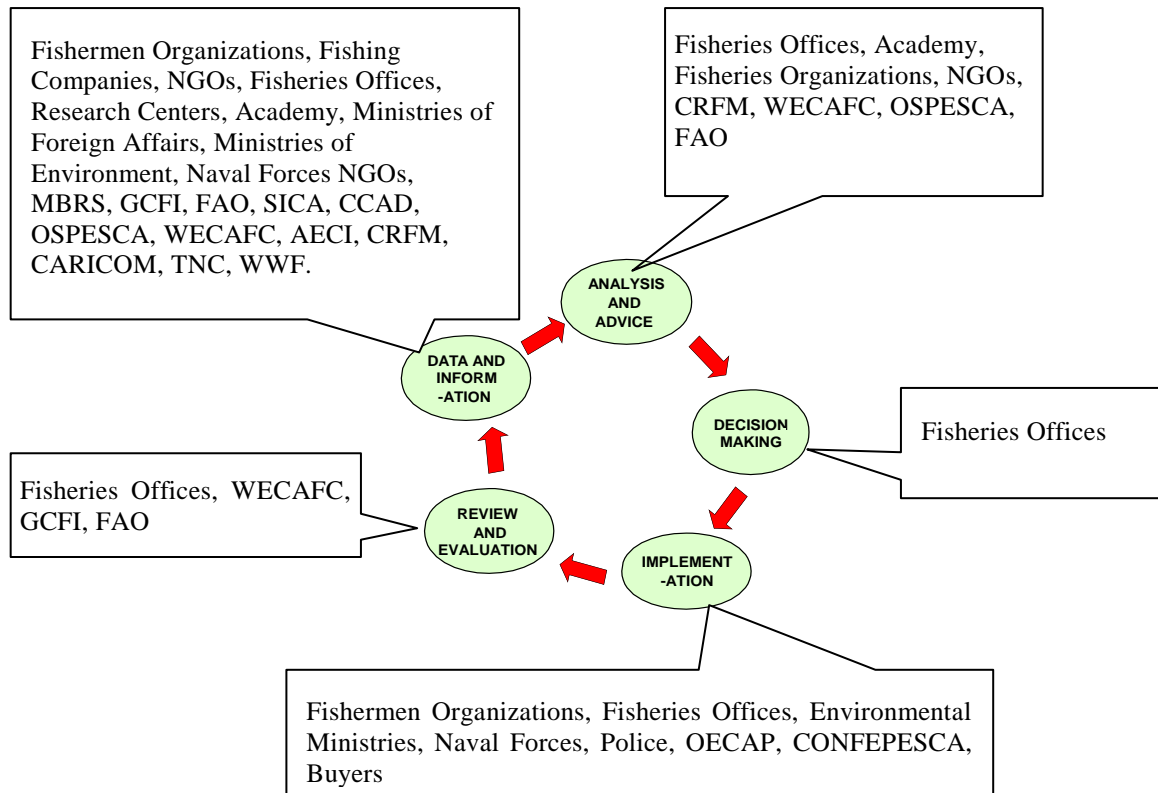 Fishermen Organizations, Fishing
Companies, NGOs, Fisheries Offices,
Research Centers, Academy, Ministries of
Foreign Affairs, Ministries of
Environment, Naval Forces NGOs,
MBRS, GCFI, FAO, SICA, CCAD,
OSPESCA, WECAFC, AECI, CRFM,
CARICOM, TNC, WWF.
Fisheries Offices, Academy,
Fisheries Organizations, NGOs,
CRFM, WECAFC, OSPESCA,
FAO
ANALYSIS
AND
ADVICE
DATA AND
INFORM
-ATION
DECISION
MAKING
Fisheries Offices
Fisheries Offices, WECAFC,
GCFI, FAO
REVIEW
AND
EVALUATION
IMPLEMENT
-ATION
Fishermen Organizations, Fisheries Offices, Environmental
Ministries, Naval Forces, Police, OECAP, CONFEPESCA,
Buyers